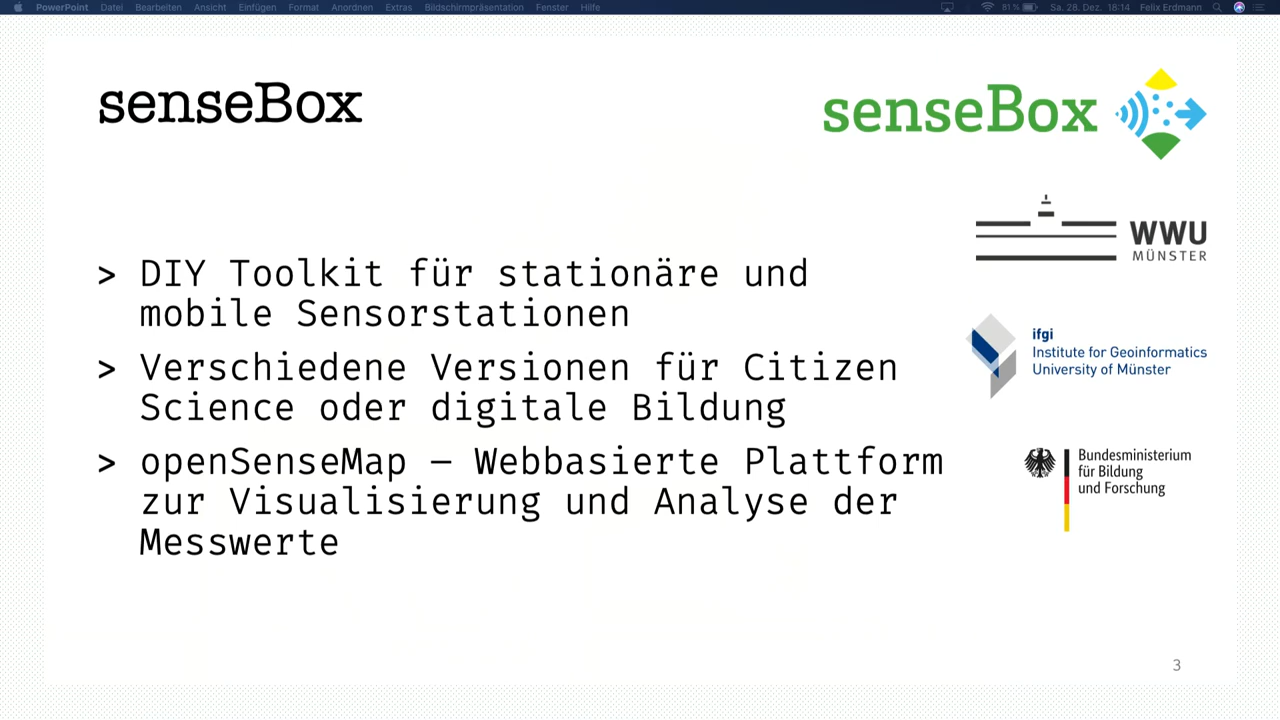 PowerPoint Datei Bearbeiten Ansicht Einfügen Format Anordnen Extras Bildschirmpräsentation Fenster Hilfe 81 % Sa. 28. Dez. 18:14 Felix Erdmann
senseBox
senseBox
WWU
MÜNSTER
> DIY Toolkit für stationäre und
mobile Sensorstationen
> Verschiedene Versionen für Citizen
Science oder digitale Bildung
> openSenseMap – Webbasierte Plattform
zur Visualisierung und Analyse der
Messwerte
ifgi
Institute for Geoinformatics
University of Münster
Bundesministerium
für Bildung
und Forschung
3